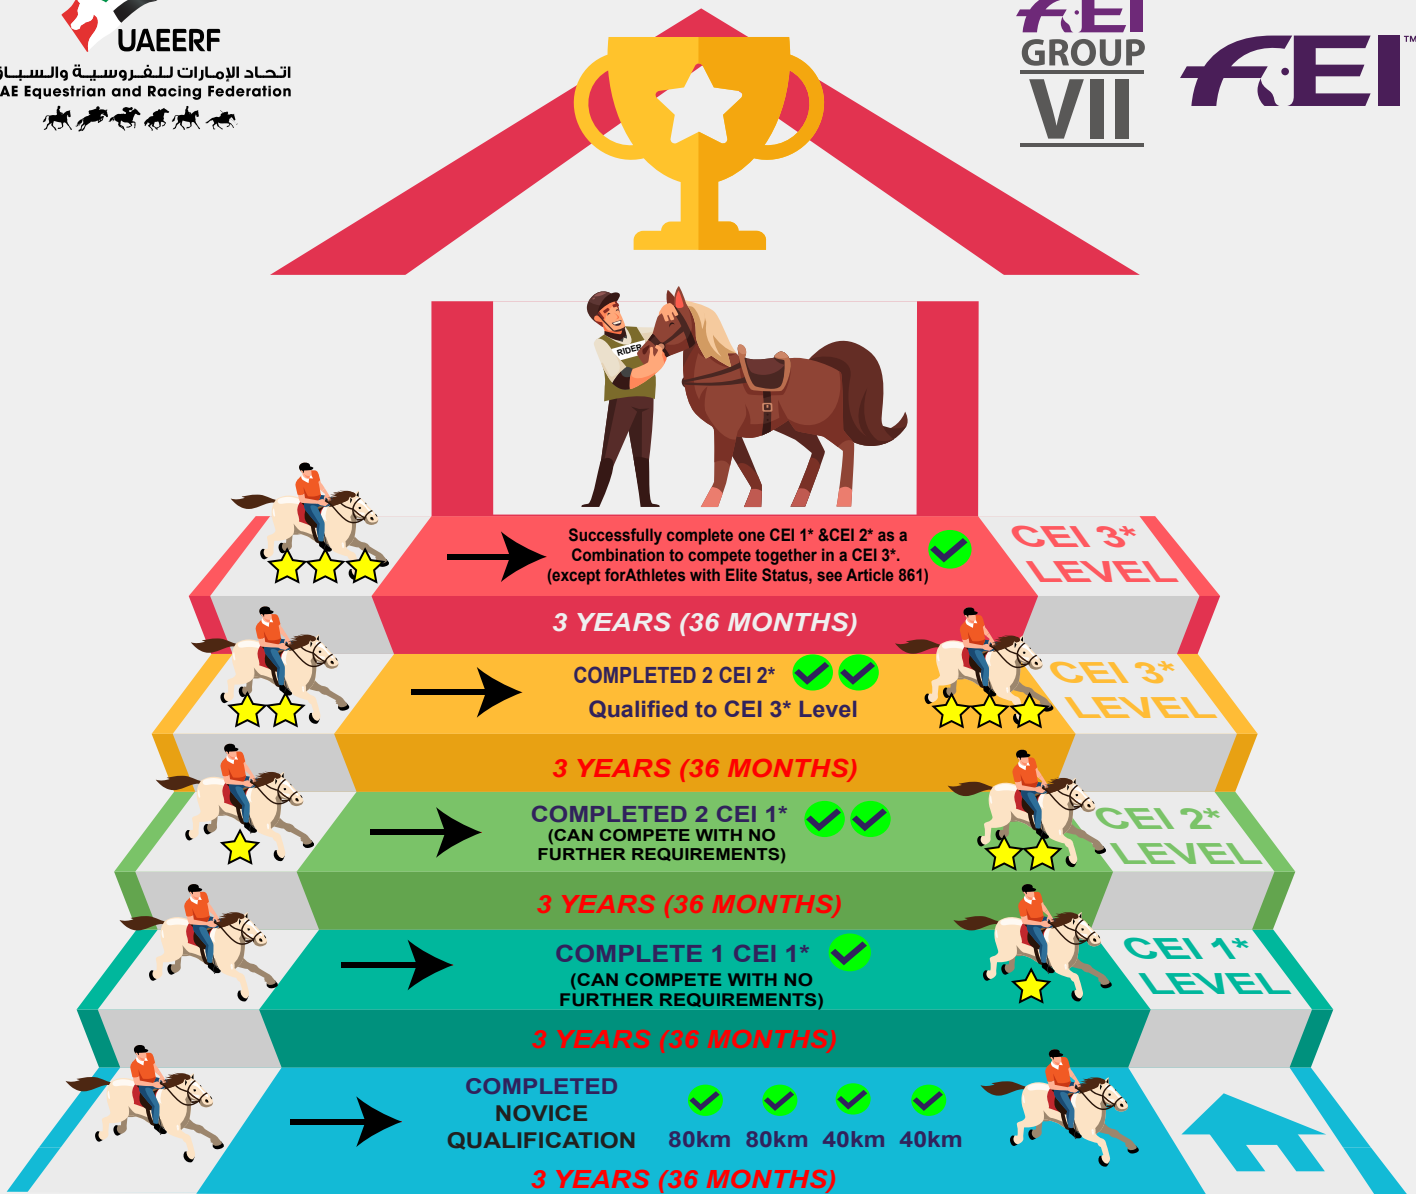 UAEERF
اتحاد الإمارات للفروسية والسباق
AE Equestrian and Racing Federation
FEI
GROUP
VII
FEI™
RIDER
Successfully complete one CEI 1* &CEI 2* as a
Combination to compete together in a CEI 3*.
(except forAthletes with Elite Status, see Article 861)
CEI 3*
LEVEL
3 YEARS (36 MONTHS)
COMPLETED 2 CEI 2*
Qualified to CEI 3* Level
CEI 3*
LEVEL
3 YEARS (36 MONTHS)
COMPLETED 2 CEI 1*
(CAN COMPETE WITH NO
FURTHER REQUIREMENTS)
CEI 2*
LEVEL
3 YEARS (36 MONTHS)
COMPLETE 1 CEI 1*
(CAN COMPETE WITH NO
FURTHER REQUIREMENTS)
CEI 1*
LEVEL
3 YEARS (36 MONTHS)
COMPLETED
NOVICE
QUALIFICATION
80km 80km 40km 40km
3 YEARS (36 MONTHS)